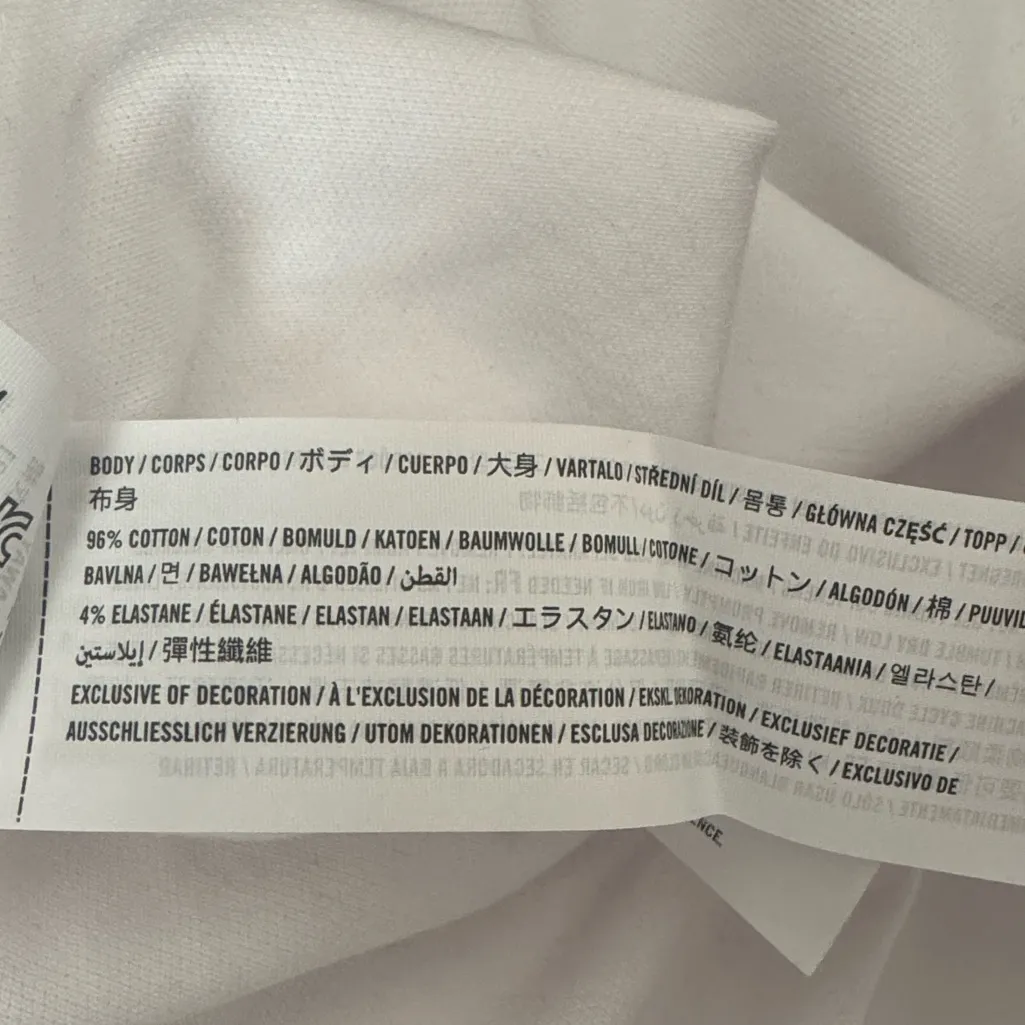 BODY / CORPS / CORPO / ボディ / CUERPO / 大身 / VARTALO / STŘEDNÍ DÍL / 몸통 / GŁÓWNA CZĘŚĆ / TOPP /
布身
96% COTTON / COTON / BOMULD / KATOEN / BAUMWOLLE / BOMULL / COTONE / コットン / ALGODÓN / 棉 /
BAVLNA / 면 / BAWEŁNA / ALGODÃO / القطن
4% ELASTANE / ÉLASTANE / ELASTAN / ELASTAAN / エラスタン / ELASTANO / 氨纶 / ELASTAANIA / 엘라스탄 /
إيلاستين / 彈性纖維
EXCLUSIVE OF DECORATION / À L'EXCLUSION DE LA DÉCORATION / EKSKL DEKORATION / EXCLUSIEF DECORATIE /
AUSSCHLIESSLICH VERZIERUNG / UTOM DEKORATIONEN / ESCLUSA DECORAZIONE / 装飾を除く / EXCLUSIVO DE